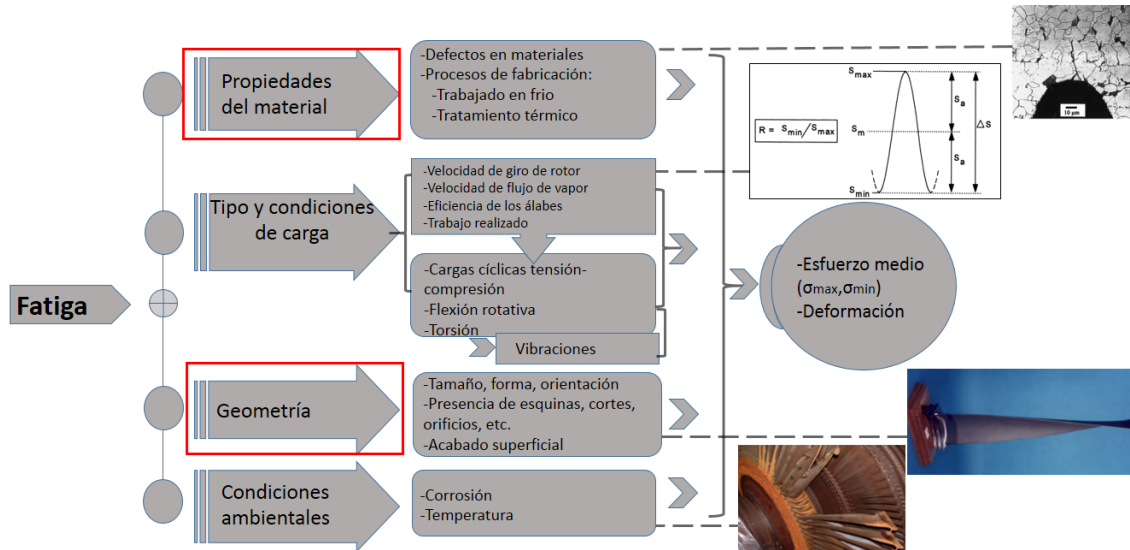 Fatiga
Propiedades
del material
-Defectos en materiales
-Procesos de fabricación:
-Trabajado en frio
-Tratamiento térmico
Tipo y condiciones
de carga
-Velocidad de giro de rotor
-Velocidad de flujo de vapor
-Eficiencia de los álabes
-Trabajo realizado
-Cargas cíclicas tensión-
compresión
-Flexión rotativa
-Torsión
Vibraciones
Geometría
-Tamaño, forma, orientación
-Presencia de esquinas, cortes,
orificios, etc.
-Acabado superficial
Condiciones
ambientales
-Corrosión
-Temperatura
R = Smin/Smax
Smax
Sm
Smin
Sa
Sa
ΔS
10 μm
-Esfuerzo medio
(σmax,σmin)
-Deformación